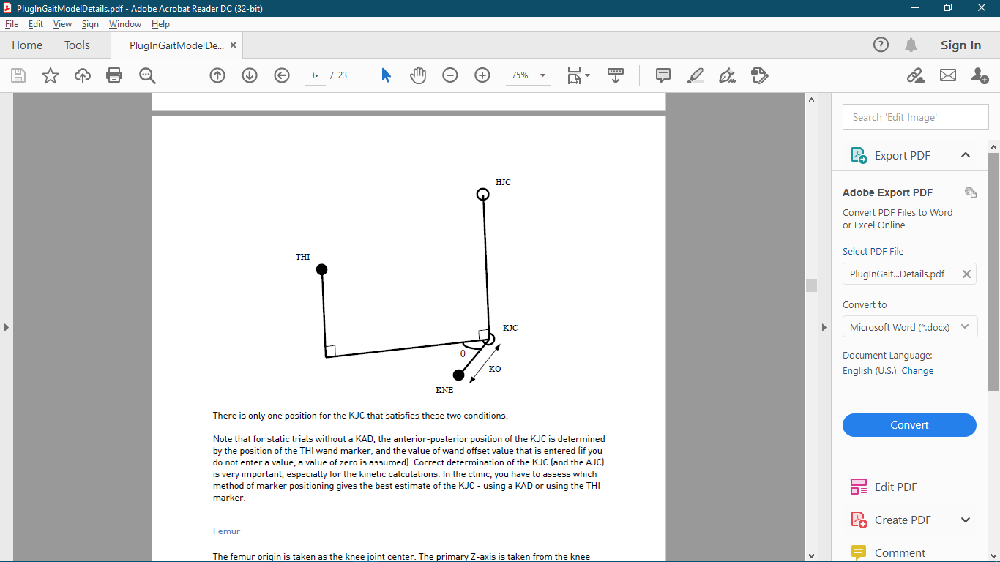 PlugInGaitModelDetails.pdf - Adobe Acrobat Reader DC (32-bit)
File Edit View Sign Window Help
Home Tools PlugInGaitModelDe... × ? Sign In
١٠ / 23 75%
Search 'Edit Image'
Export PDF
Adobe Export PDF
Convert PDF Files to Word
or Excel Online
Select PDF File
PlugInGait...Details.pdf
Convert to
Microsoft Word (*.docx)
Document Language:
English (U.S.) Change
Convert
Edit PDF
Create PDF
Comment
HJC
THI
KJC
θ
KO
KNE
There is only one position for the KJC that satisfies these two conditions.
Note that for static trials without a KAD, the anterior-posterior position of the KJC is determined
by the position of the THI wand marker, and the value of wand offset value that is entered (if you
do not enter a value, a value of zero is assumed). Correct determination of the KJC (and the AJC)
is very important, especially for the kinetic calculations. In the clinic, you have to assess which
method of marker positioning gives the best estimate of the KJC - using a KAD or using the THI
marker.
Femur
The femur origin is taken as the knee joint center. The primary Z-axis is taken from the knee